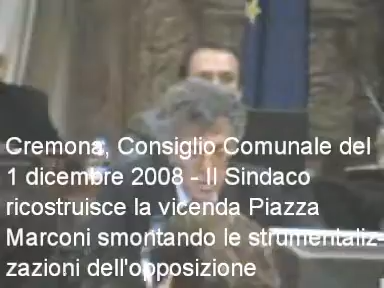 Cremona, Consiglio Comunale del
1 dicembre 2008 - Il Sindaco
ricostruisce la vicenda Piazza
Marconi smontando le strumentaliz-
zazioni dell'opposizione